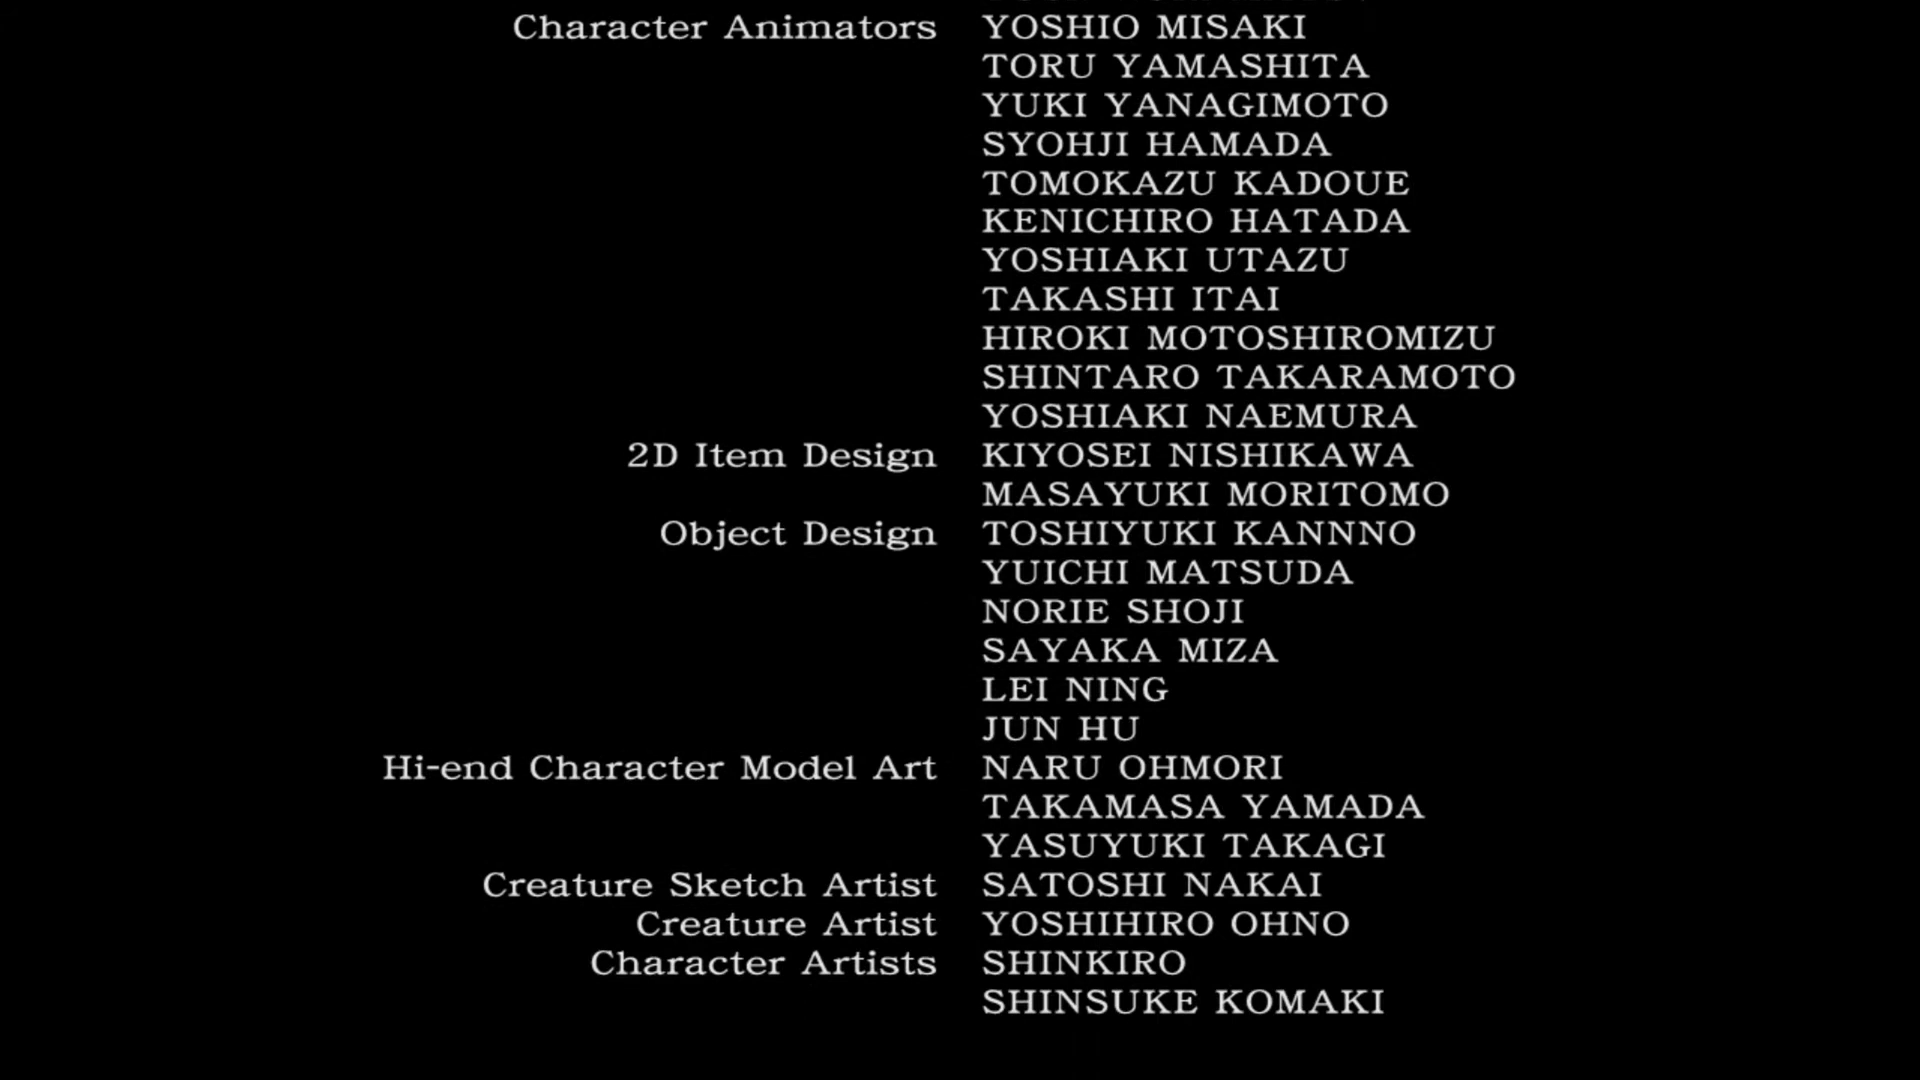 Character Animators YOSHIO MISAKI
TORU YAMASHITA
YUKI YANAGIMOTO
SYOHJI HAMADA
TOMOKAZU KADOUE
KENICHIRO HATADA
YOSHIAKI UTAZU
TAKASHI ITAI
HIROKI MOTOSHIROMIZU
SHINTARO TAKARAMOTO
YOSHIAKI NAEMURA
2D Item Design KIYOSEI NISHIKAWA
MASAYUKI MORITOMO
Object Design TOSHIYUKI KANNNO
YUICHI MATSUDA
NORIE SHOJI
SAYAKA MIZA
LEI NING
JUN HU
Hi-end Character Model Art NARU OHMORI
TAKAMASA YAMADA
YASUYUKI TAKAGI
Creature Sketch Artist SATOSHI NAKAI
Creature Artist YOSHIHIRO OHNO
Character Artists SHINKIRO
SHINSUKE KOMAKI